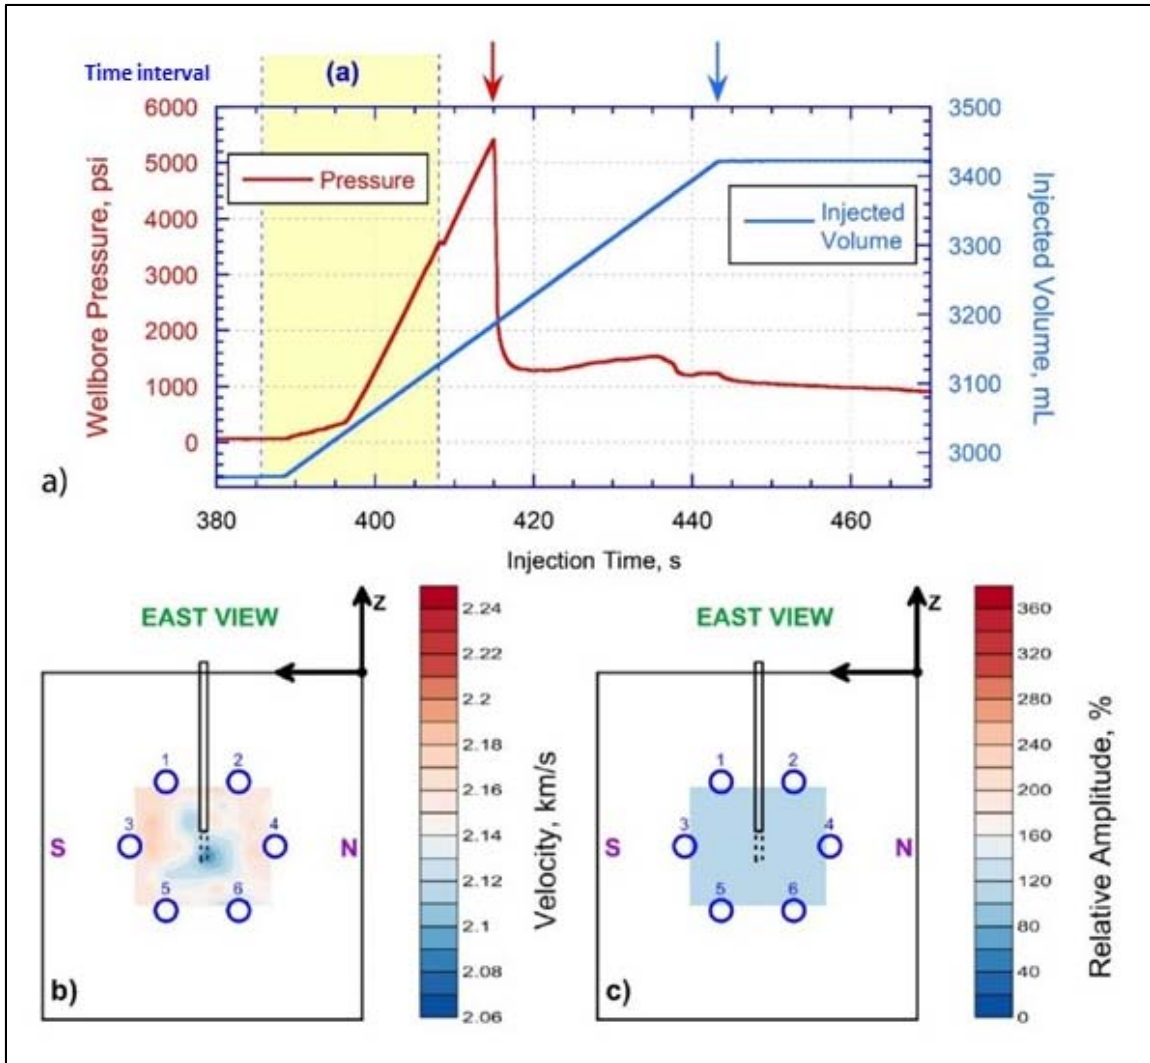 Time interval
(a)
6000
5000
4000
3000
2000
1000
0
Wellbore Pressure, psi
Pressure
Injected
Volume
3500
3400
3300
3200
3100
3000
Injected Volume, mL
a)
380
400
420
440
460
Injection Time, s
EAST VIEW
Z
1
2
3
4
5
6
S
N
b)
2.24
2.22
2.2
2.18
2.16
2.14
2.12
2.1
2.08
2.06
Velocity, km/s
EAST VIEW
Z
1
2
3
4
5
6
S
N
c)
360
320
280
240
200
160
120
80
40
0
Relative Amplitude, %